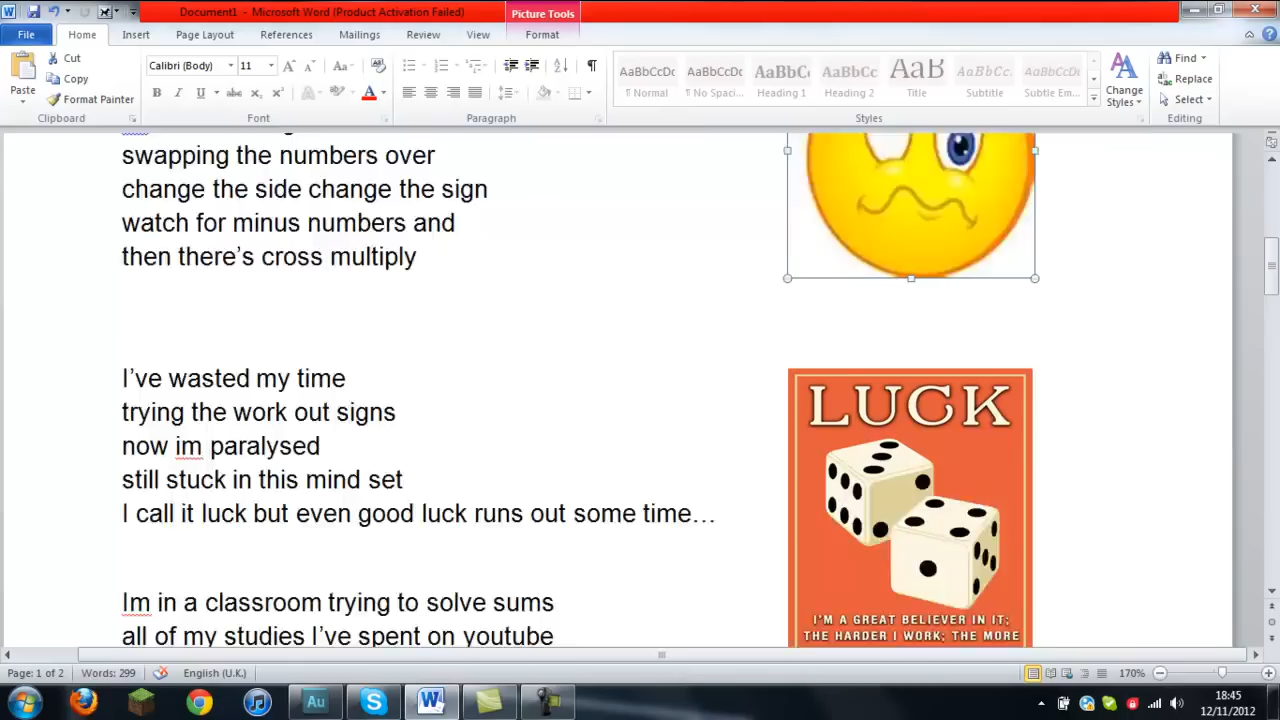 Document1 - Microsoft Word (Product Activation Failed)
Picture Tools
File Home Insert Page Layout References Mailings Review View Format
Paste
Cut
Copy
Format Painter
Clipboard
Calibri (Body) 11
Font
Paragraph
AaBbCcDc AaBbCcDc AaBbC AaBbCc AaB AaBbCcL AaBbCcDc
¶ Normal ¶ No Spaci... Heading 1 Heading 2 Title Subtitle Subtle Em...
Styles
Change
Styles
Find
Replace
Select
Editing
swapping the numbers over
change the side change the sign
watch for minus numbers and
then there’s cross multiply
I’ve wasted my time
trying the work out signs
now im paralysed
still stuck in this mind set
I call it luck but even good luck runs out some time…
Im in a classroom trying to solve sums
all of my studies I’ve spent on youtube
LUCK
I'M A GREAT BELIEVER IN IT;
THE HARDER I WORK; THE MORE
Page: 1 of 2 Words: 299 English (U.K.) 170%
18:45
12/11/2012